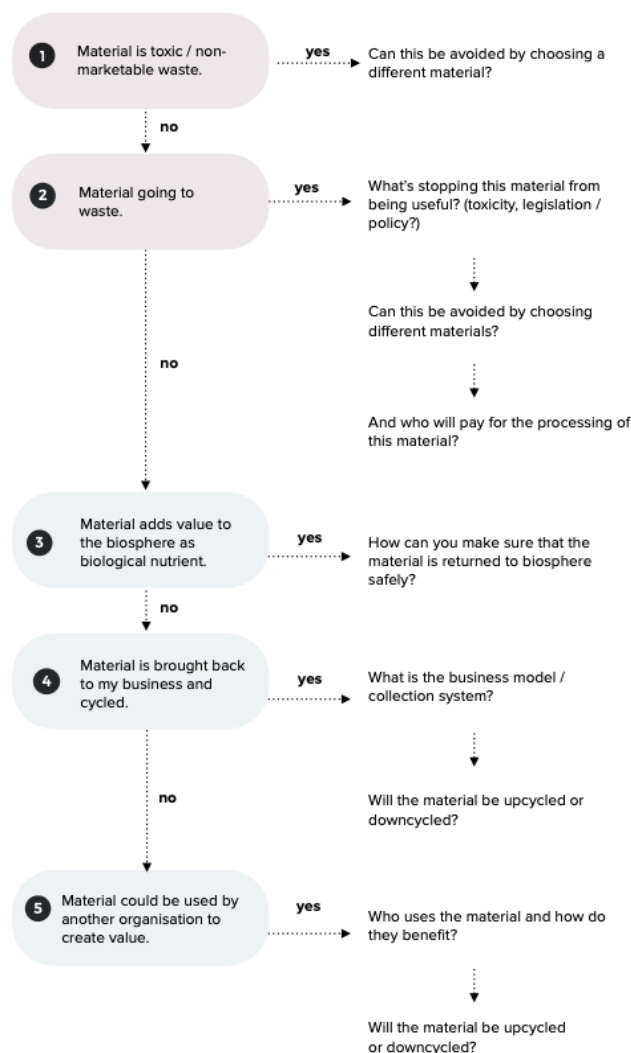 1
Material is toxic / non-
marketable waste.
yes
Can this be avoided by choosing a
different material?
no
2
Material going to
waste.
yes
What's stopping this material from
being useful? (toxicity, legislation /
policy?)
Can this be avoided by choosing
different materials?
no
And who will pay for the processing of
this material?
3
Material adds value to
the biosphere as
biological nutrient.
yes
How can you make sure that the
material is returned to biosphere
safely?
no
4
Material is brought back
to my business and
cycled.
yes
What is the business model /
collection system?
no
Will the material be upcycled or
downcycled?
5
Material could be used by
another organisation to
create value.
yes
Who uses the material and how do
they benefit?
Will the material be upcycled
or downcycled?